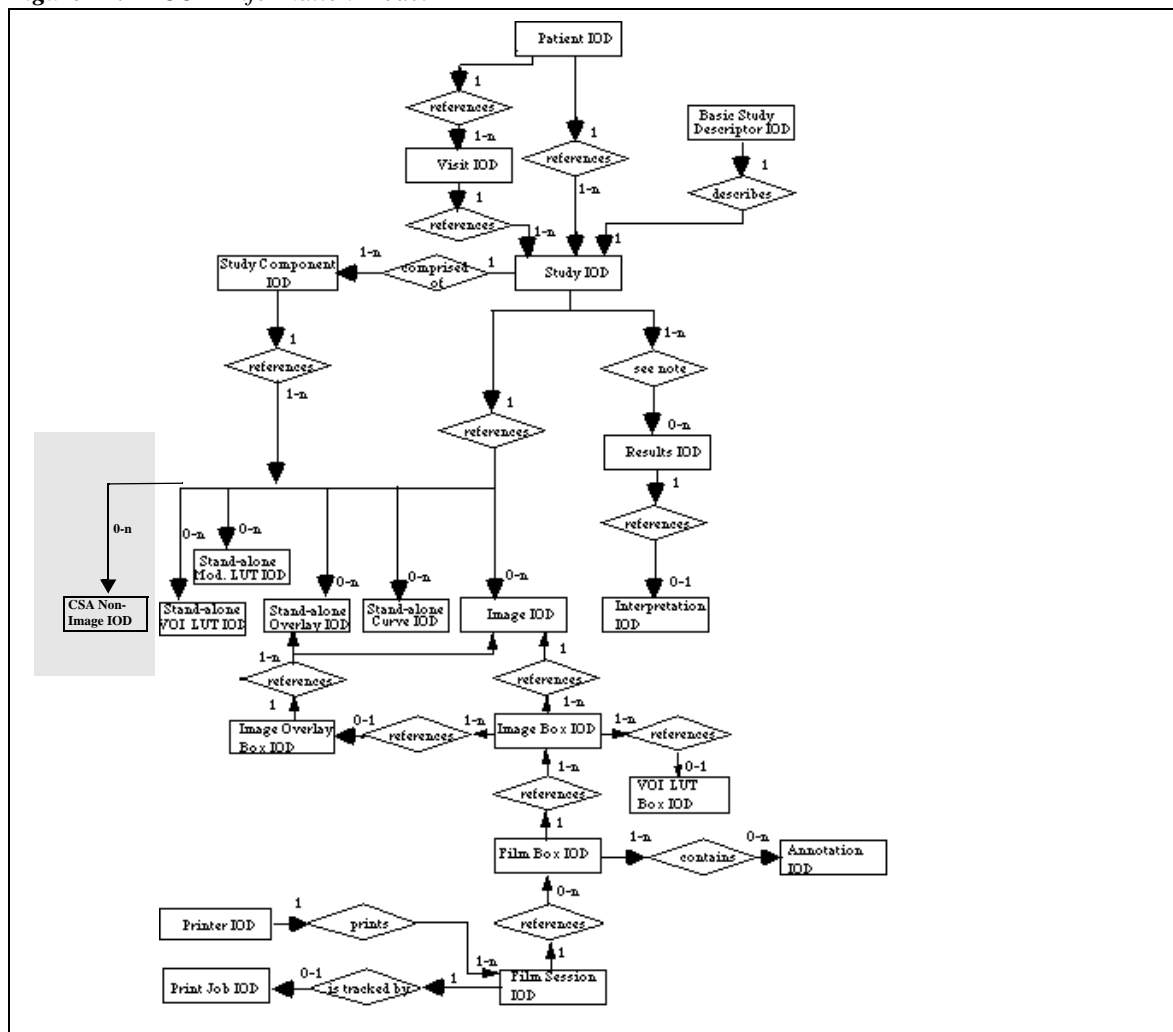 Patient IOD
1
references
1-n
Visit IOD
1
references
1-n
1
references
1-n
Basic Study
Descriptor IOD
1
describes
1
Study IOD
1
comprised
of
1-n
Study Component
IOD
1
references
1-n
1
references
1-n
see note
0-n
Results IOD
1
references
0-1
Interpretation
IOD
0-n
CSA Non-
Image IOD
0-n
Stand-alone
VOI LUT IOD
0-n
Stand-alone
Mod. LUT IOD
0-n
Stand-alone
Overlay IOD
0-n
Stand-alone
Curve IOD
0-n
Image IOD
1-n
references
1
Image Overlay
Box IOD
1
references
1-n
0-1
references
1-n
Image Box IOD
1-n
references
0-1
VOI LUT
Box IOD
1-n
references
1
Film Box IOD
1-n
contains
0-n
Annotation
IOD
0-n
references
1
Printer IOD
1
prints
1-n
Film Session
IOD
1
is tracked by
0-1
Print Job IOD